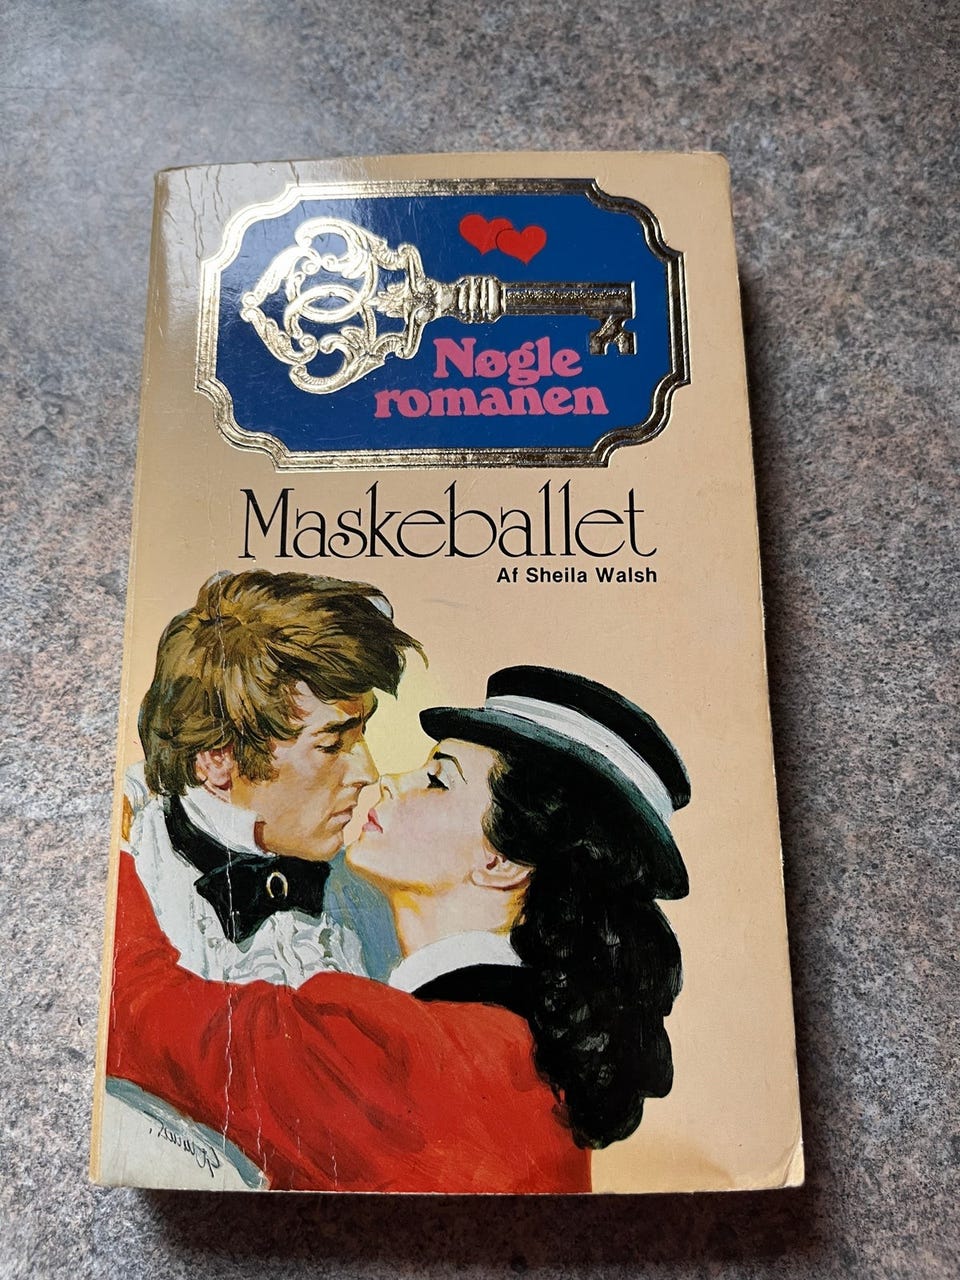 Nøgle
romanen
Maskeballet
Af Sheila Walsh